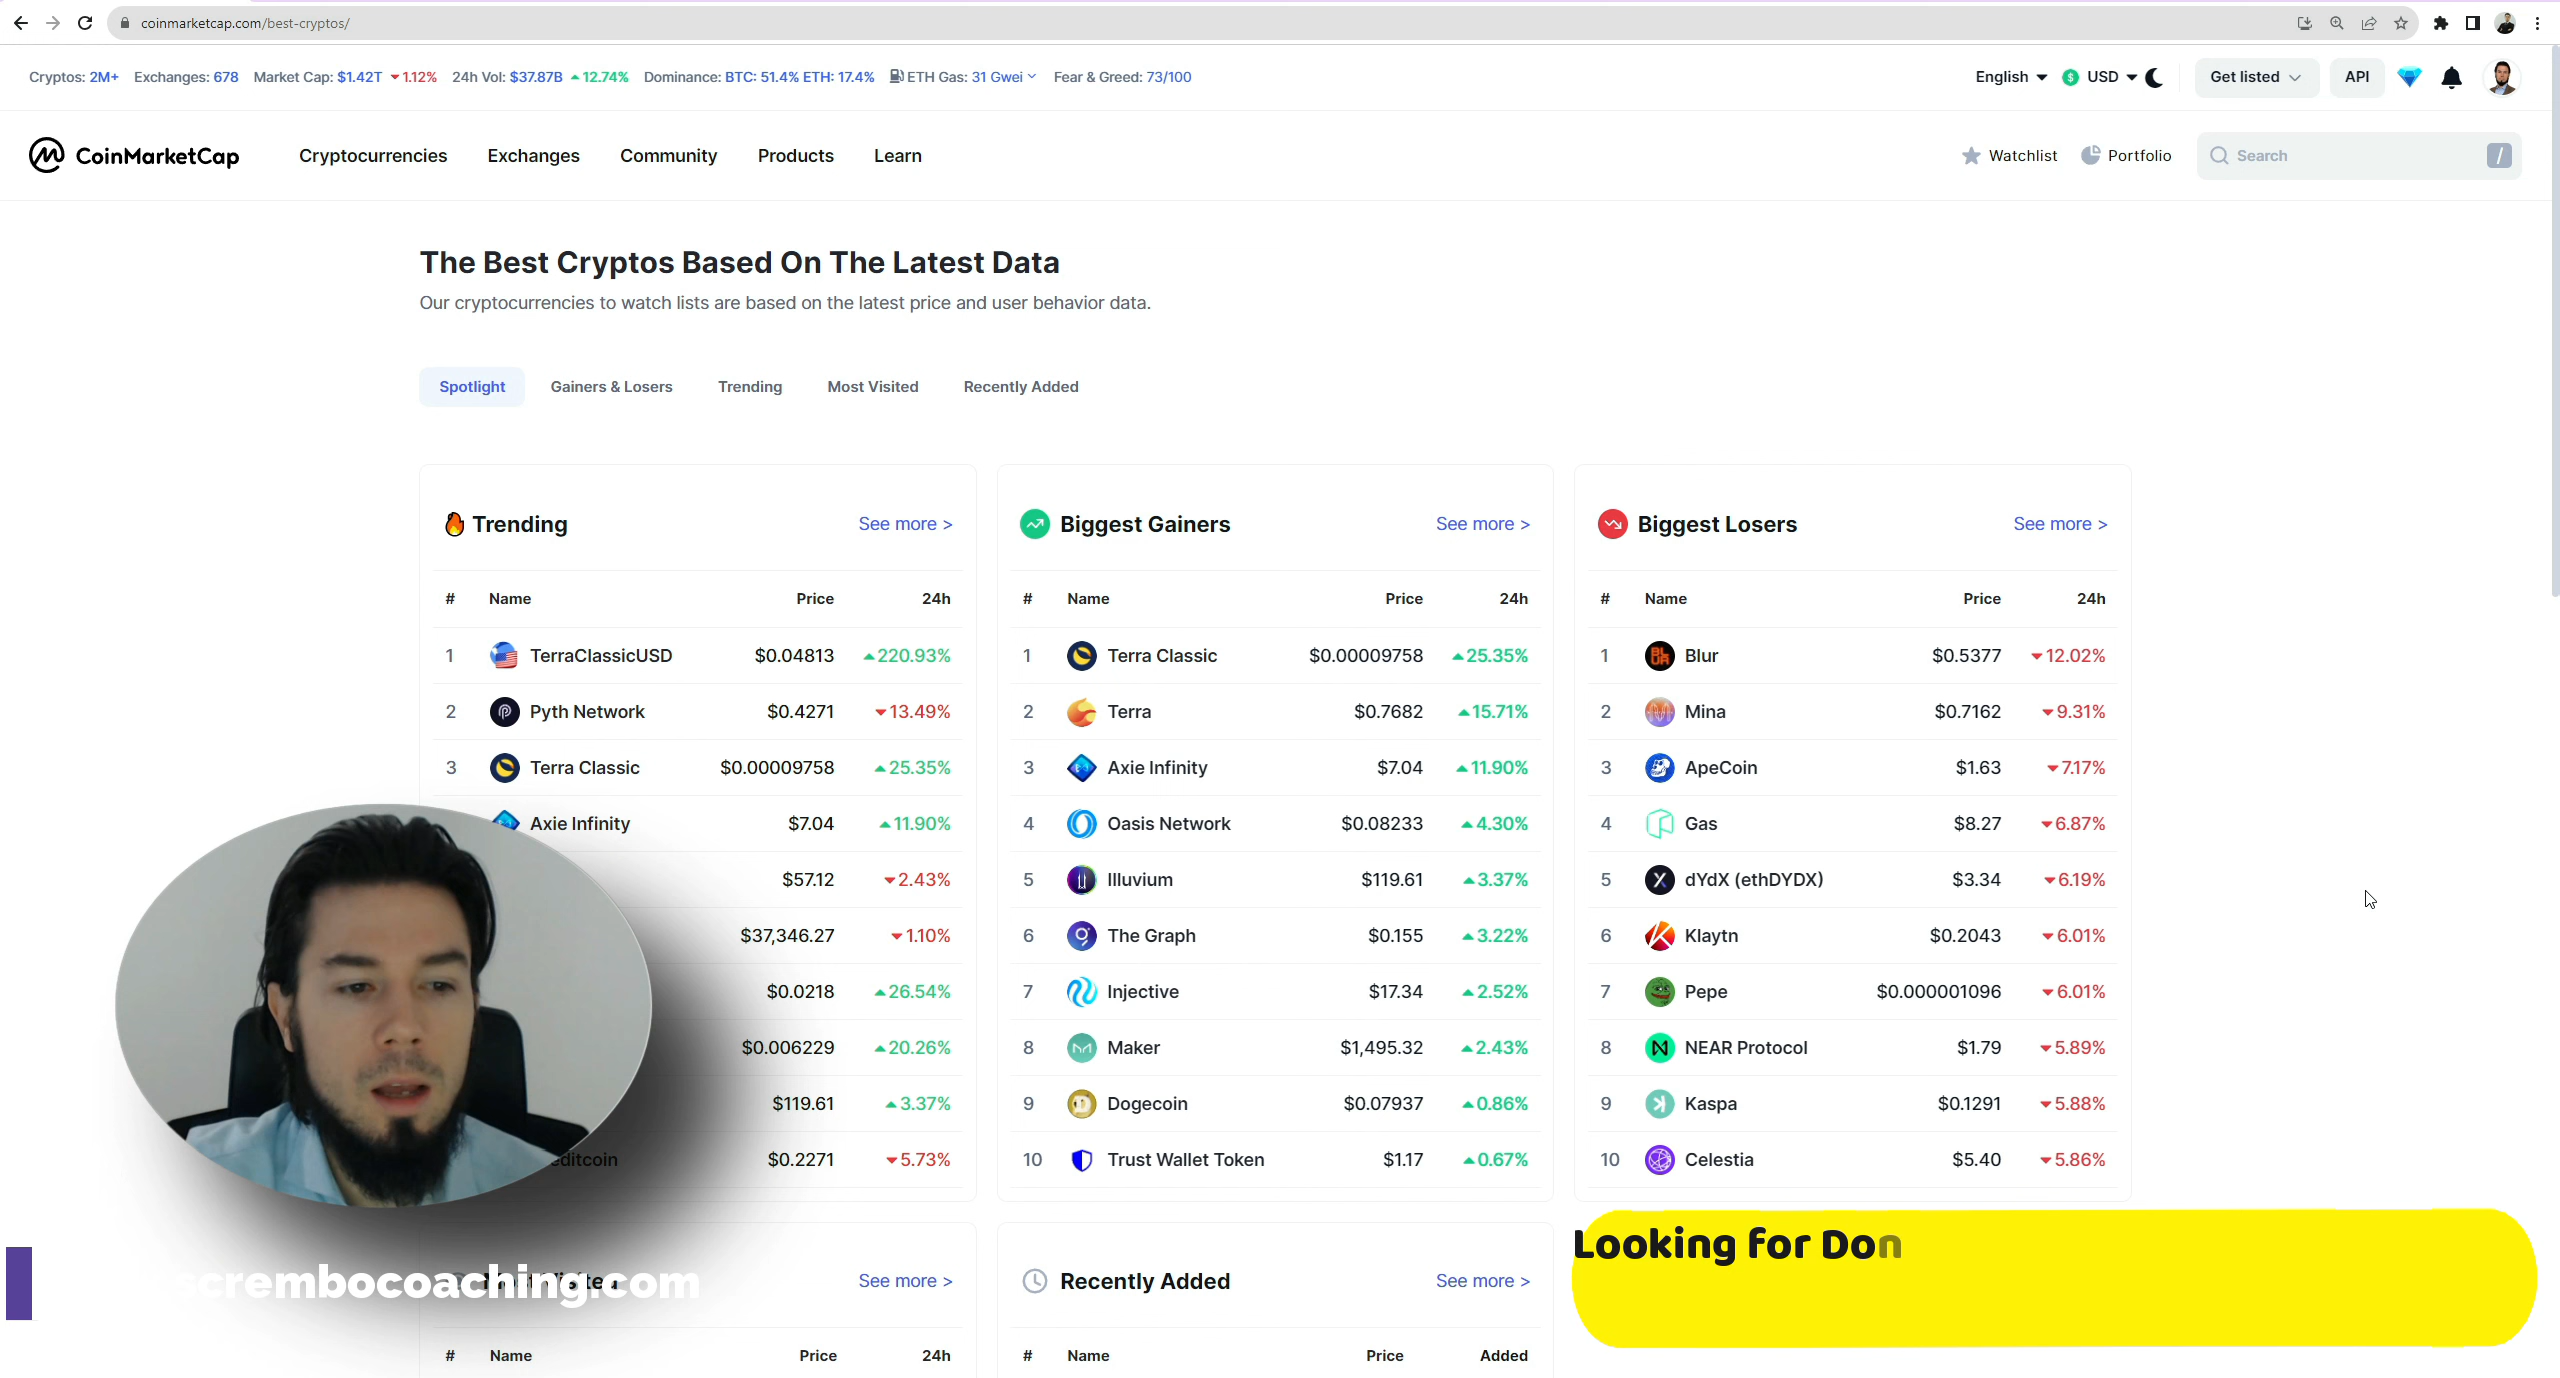 coinmarketcap.com/best-cryptos/
Cryptos: 2M+ Exchanges: 678 Market Cap: $1.42T 1.12% 24h Vol: $37.87B 12.74% Dominance: BTC: 51.4% ETH: 17.4% ETH Gas: 31 Gwei Fear & Greed: 73/100 English USD Get listed API
CoinMarketCap Cryptocurrencies Exchanges Community Products Learn Watchlist Portfolio Search /
The Best Cryptos Based On The Latest Data
Our cryptocurrencies to watch lists are based on the latest price and user behavior data.
Spotlight Gainers & Losers Trending Most Visited Recently Added
Trending See more >
# Name Price 24h
1 TerraClassicUSD $0.04813 220.93%
2 Pyth Network $0.4271 13.49%
3 Terra Classic $0.00009758 25.35%
Axie Infinity $7.04 11.90%
$57.12 2.43%
$37,346.27 1.10%
$0.0218 26.54%
$0.006229 20.26%
$119.61 3.37%
$0.2271 5.73%
Biggest Gainers See more >
# Name Price 24h
1 Terra Classic $0.00009758 25.35%
2 Terra $0.7682 15.71%
3 Axie Infinity $7.04 11.90%
4 Oasis Network $0.08233 4.30%
5 Illuvium $119.61 3.37%
6 The Graph $0.155 3.22%
7 Injective $17.34 2.52%
8 Maker $1,495.32 2.43%
9 Dogecoin $0.07937 0.86%
10 Trust Wallet Token $1.17 0.67%
Biggest Losers See more >
# Name Price 24h
1 Blur $0.5377 12.02%
2 Mina $0.7162 9.31%
3 ApeCoin $1.63 7.17%
4 Gas $8.27 6.87%
5 dYdX (ethDYDX) $3.34 6.19%
6 Klaytn $0.2043 6.01%
7 Pepe $0.000001096 6.01%
8 NEAR Protocol $1.79 5.89%
9 Kaspa $0.1291 5.88%
10 Celestia $5.40 5.86%
scrembocoaching.com
See more >
# Name Price 24h
Recently Added See more >
# Name Price Added
Looking for Don